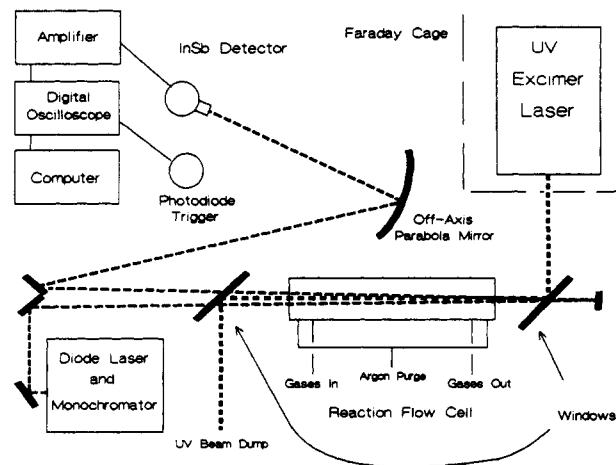 Amplifier
InSb Detector
Faraday Cage
UV
Excimer
Laser
Digital
Oscilloscope
Computer
Photodiode
Trigger
Off-Axis
Parabola Mirror
Diode Laser
and
Monochromator
Gases In
Argon Purge
Gases Out
Reaction Flow Cell
Windows
UV Beam Dump